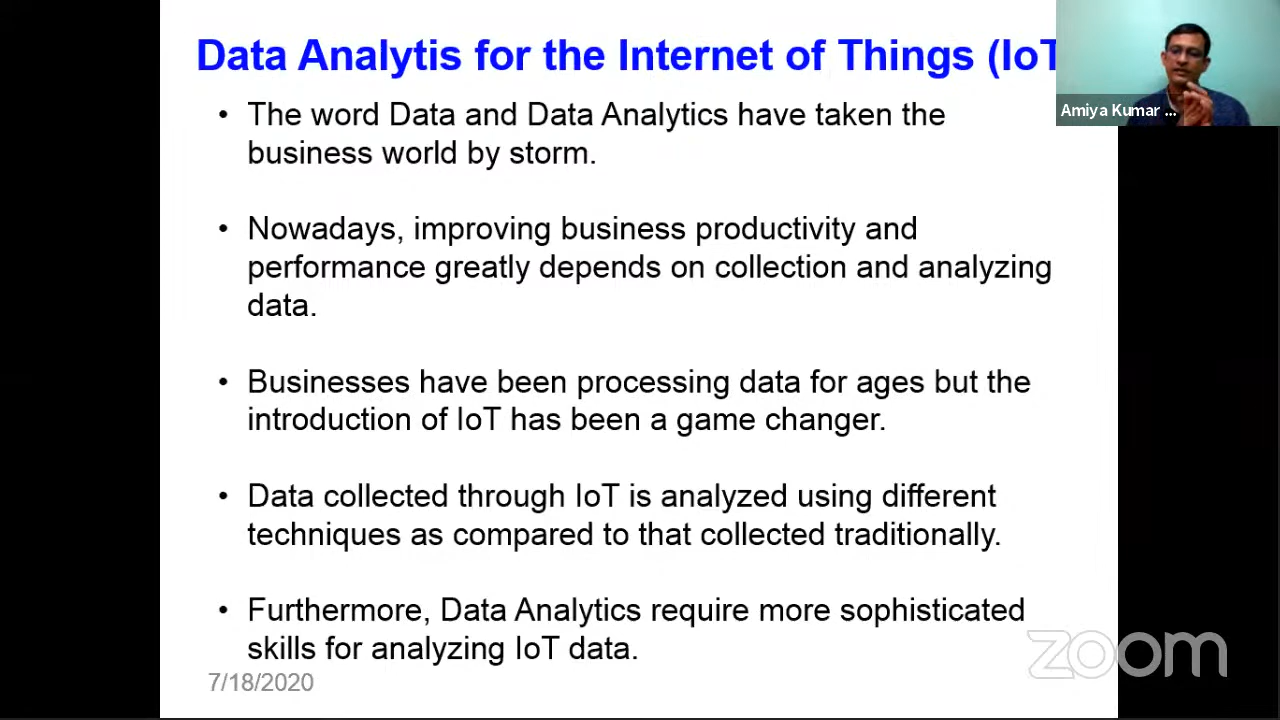 Data Analytis for the Internet of Things (IoT
Amiya Kumar ...
• The word Data and Data Analytics have taken the
business world by storm.
• Nowadays, improving business productivity and
performance greatly depends on collection and analyzing
data.
• Businesses have been processing data for ages but the
introduction of IoT has been a game changer.
• Data collected through IoT is analyzed using different
techniques as compared to that collected traditionally.
• Furthermore, Data Analytics require more sophisticated
skills for analyzing IoT data.
7/18/2020
zoom